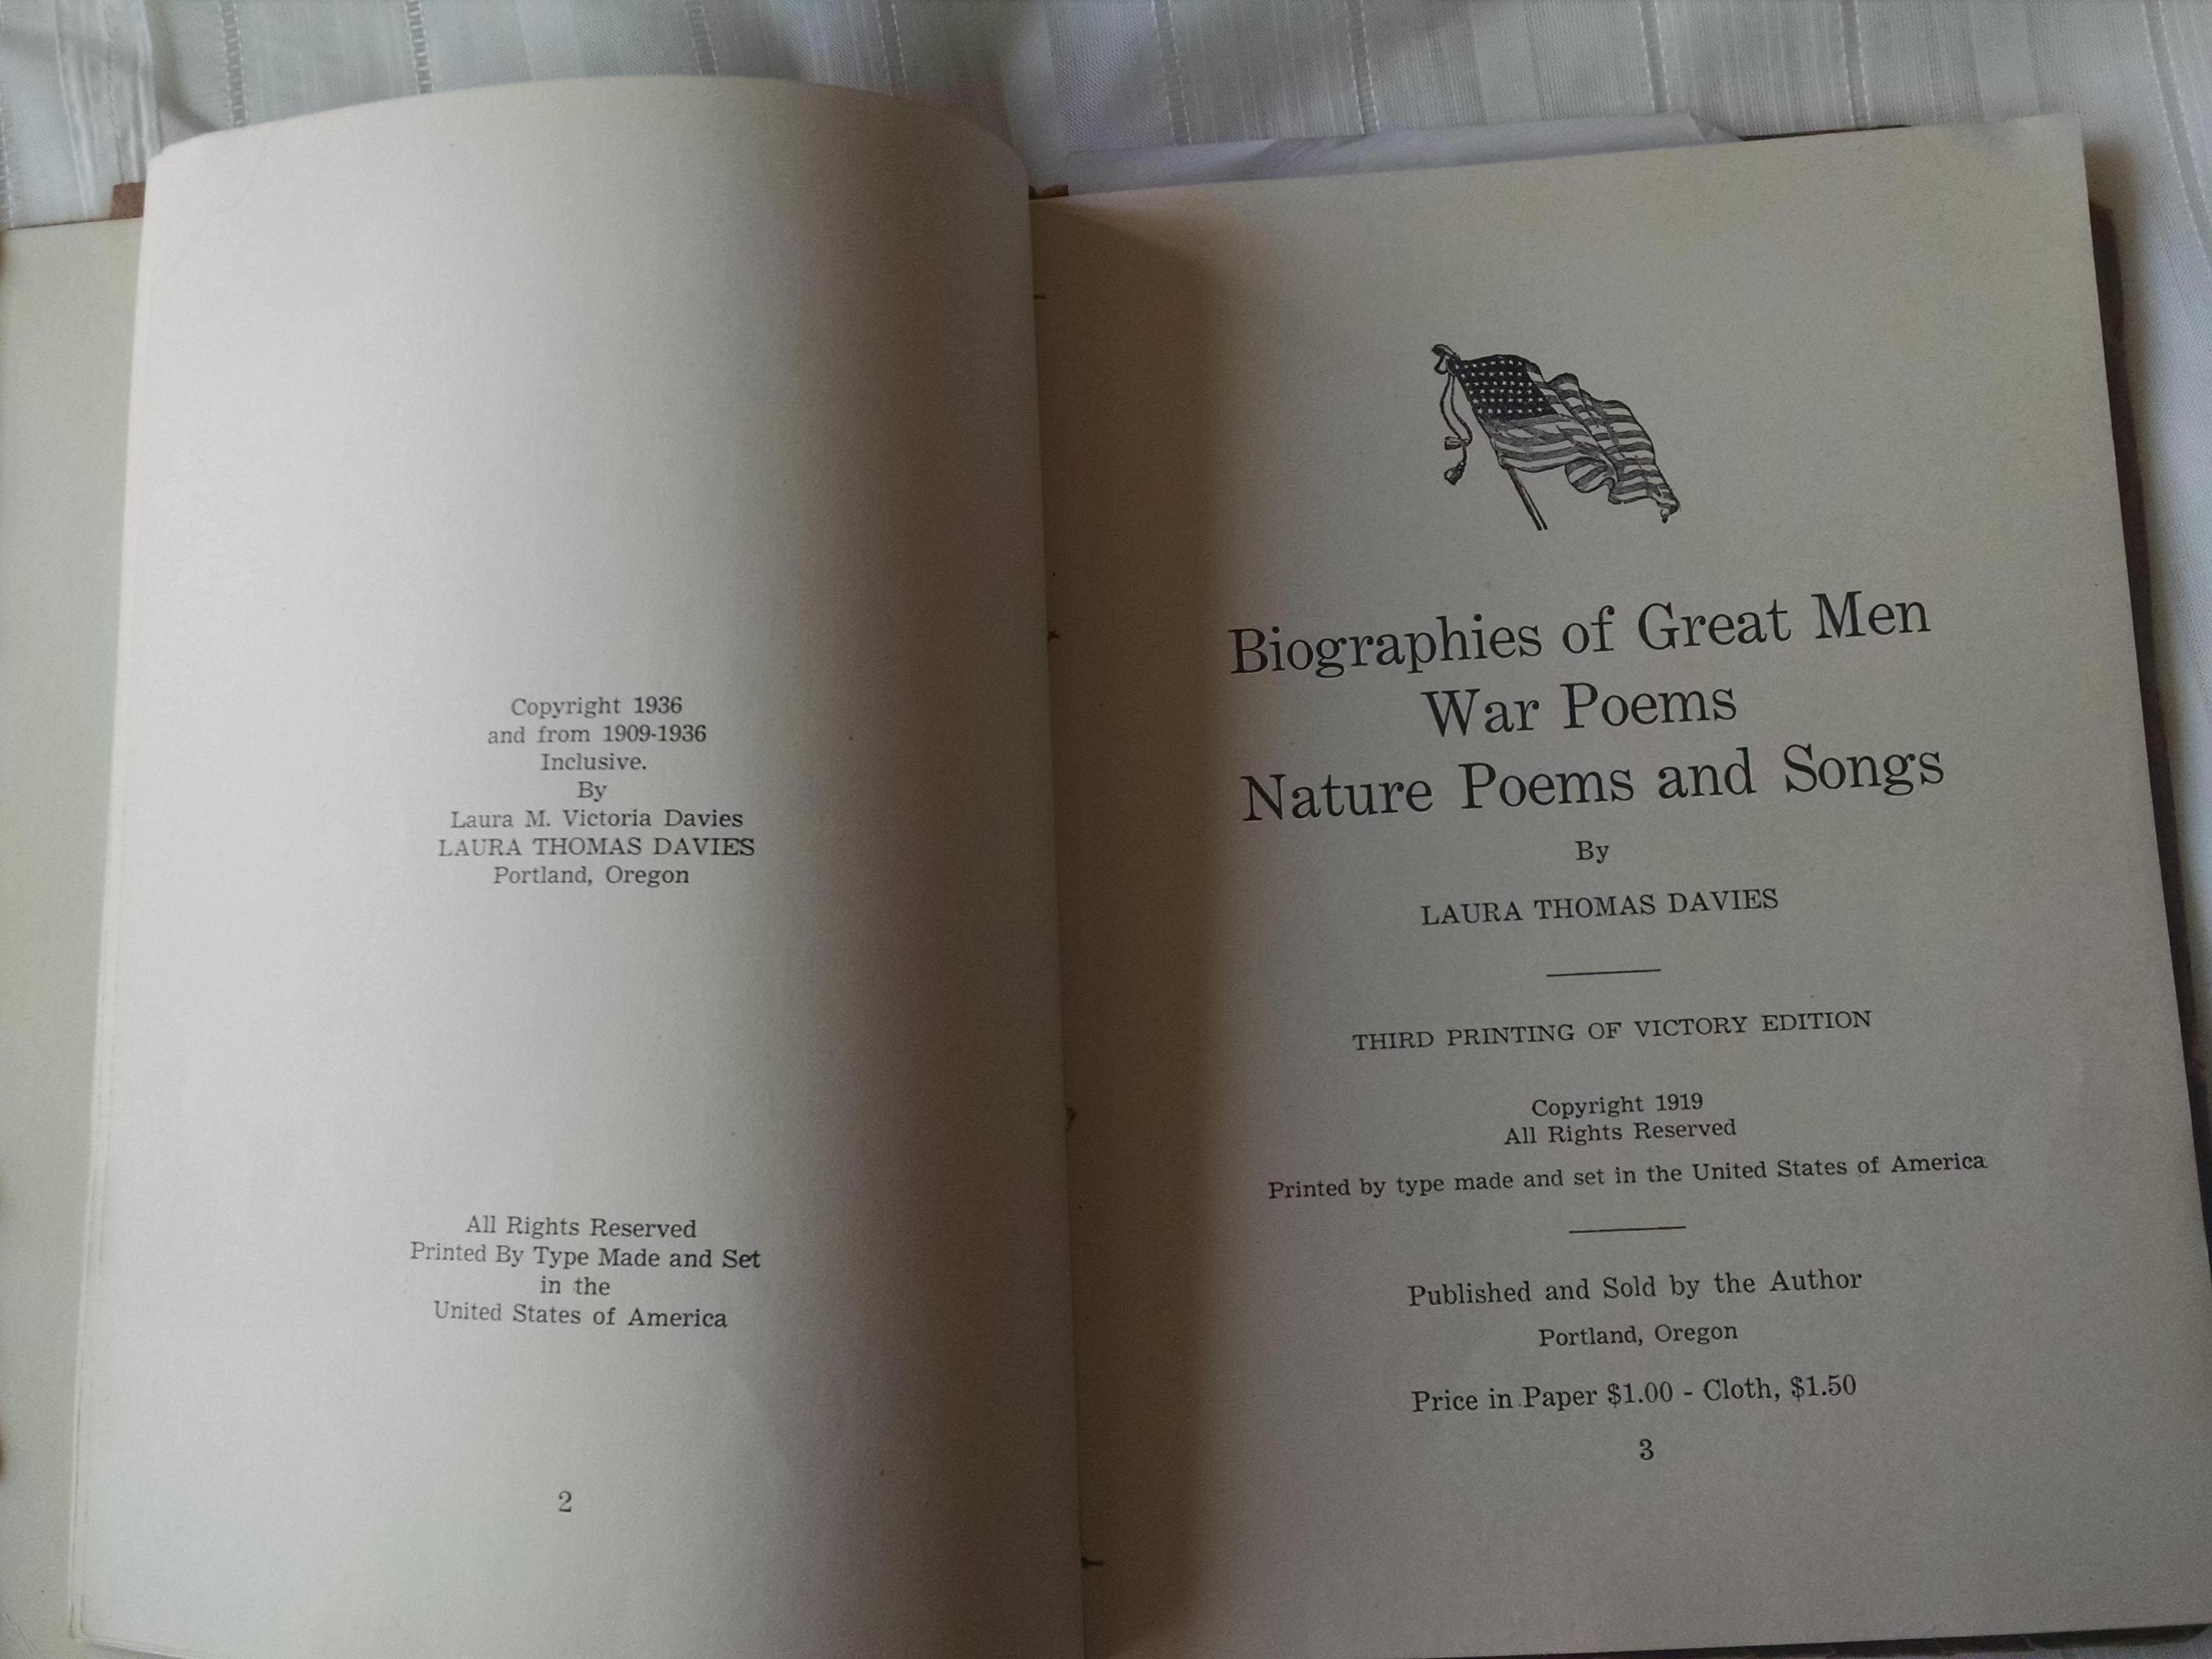 Copyright 1936
and from 1909-1936
Inclusive.
By
Laura M. Victoria Davies
LAURA THOMAS DAVIES
Portland, Oregon
All Rights Reserved
Printed By Type Made and Set
in the
United States of America
2
Biographies of Great Men
War Poems
Nature Poems and Songs
By
LAURA THOMAS DAVIES
THIRD PRINTING OF VICTORY EDITION
Copyright 1919
All Rights Reserved
Printed by type made and set in the United States of America
Published and Sold by the Author
Portland, Oregon
Price in Paper $1.00 - Cloth, $1.50
3